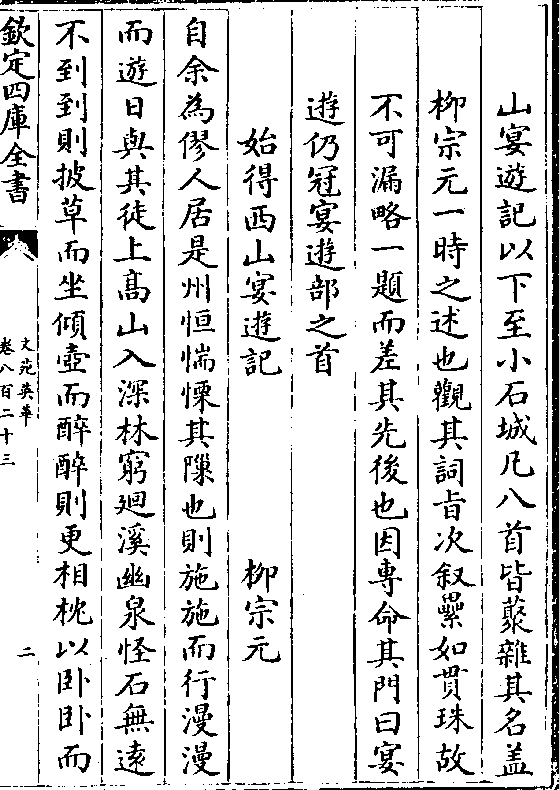 山宴遊記以下至小石城凡八首皆聚雜其名盖
柳宗元一時之述也觀其詞㫖次叙纍如貫珠故
不可漏略一題而差其先後也因専命其門曰宴
遊仍冠宴遊部之首
始得西山宴遊記 柳宗元
自余為僇人居是州恒惴慄其隟也則施施而行漫漫
而遊日與其徒上髙山入深林窮廻溪幽泉怪石無逺
不到到則披草而坐傾壺而醉醉則更相枕以卧卧而
欽定四庫全書
文苑英華
卷八百二十三
二